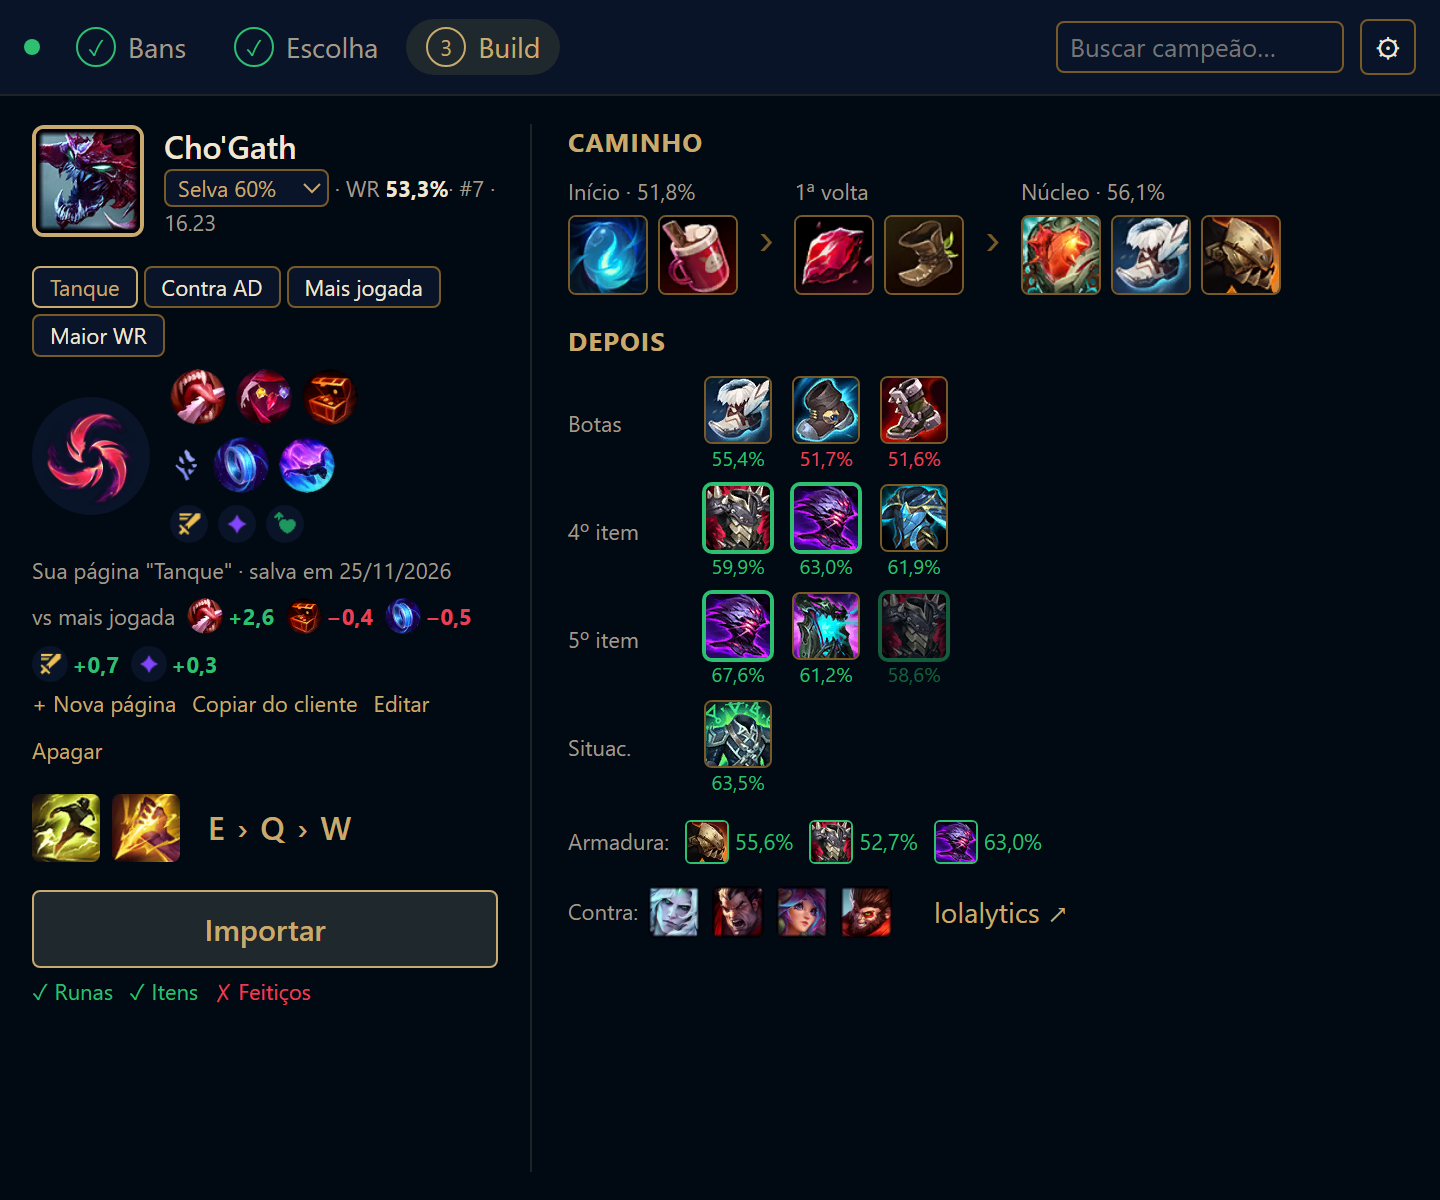 ✓ Bans ✓ Escolha 3 Build Buscar campeão...
Cho'Gath
Selva 60% · WR 53,3% · #7 ·
16.23
Tanque Contra AD Mais jogada
Maior WR
Sua página "Tanque" · salva em 25/11/2026
vs mais jogada +2,6 −0,4 −0,5
+0,7 +0,3
+ Nova página Copiar do cliente Editar
Apagar
E › Q › W
Importar
✓ Runas ✓ Itens ✗ Feitiços
CAMINHO
Início · 51,8% 1ª volta Núcleo · 56,1%
› ›
DEPOIS
Botas
55,4% 51,7% 51,6%
4º item
59,9% 63,0% 61,9%
5º item
67,6% 61,2% 58,6%
Situac.
63,5%
Armadura: 55,6% 52,7% 63,0%
Contra: lolalytics ↗